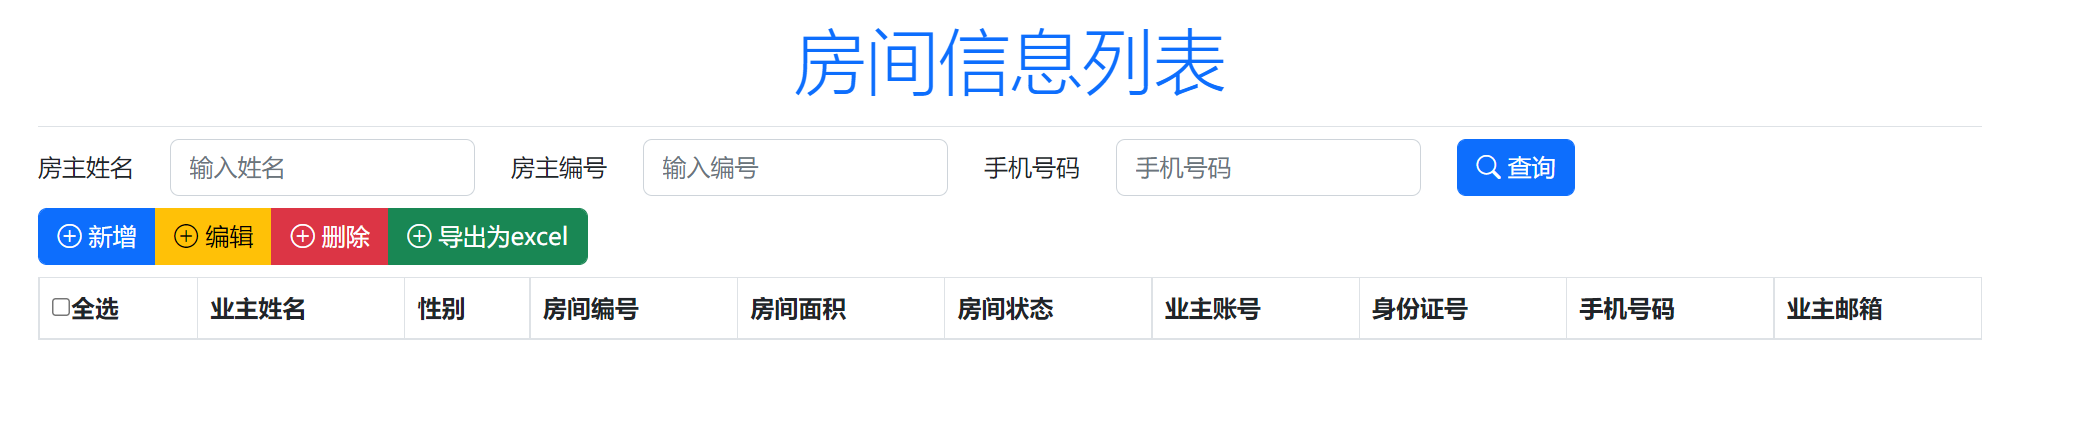 房间信息列表
房主姓名 输入姓名 房主编号 输入编号 手机号码 手机号码 查询
新增 编辑 删除 导出为excel
全选 业主姓名 性别 房间编号 房间面积 房间状态 业主账号 身份证号 手机号码 业主邮箱